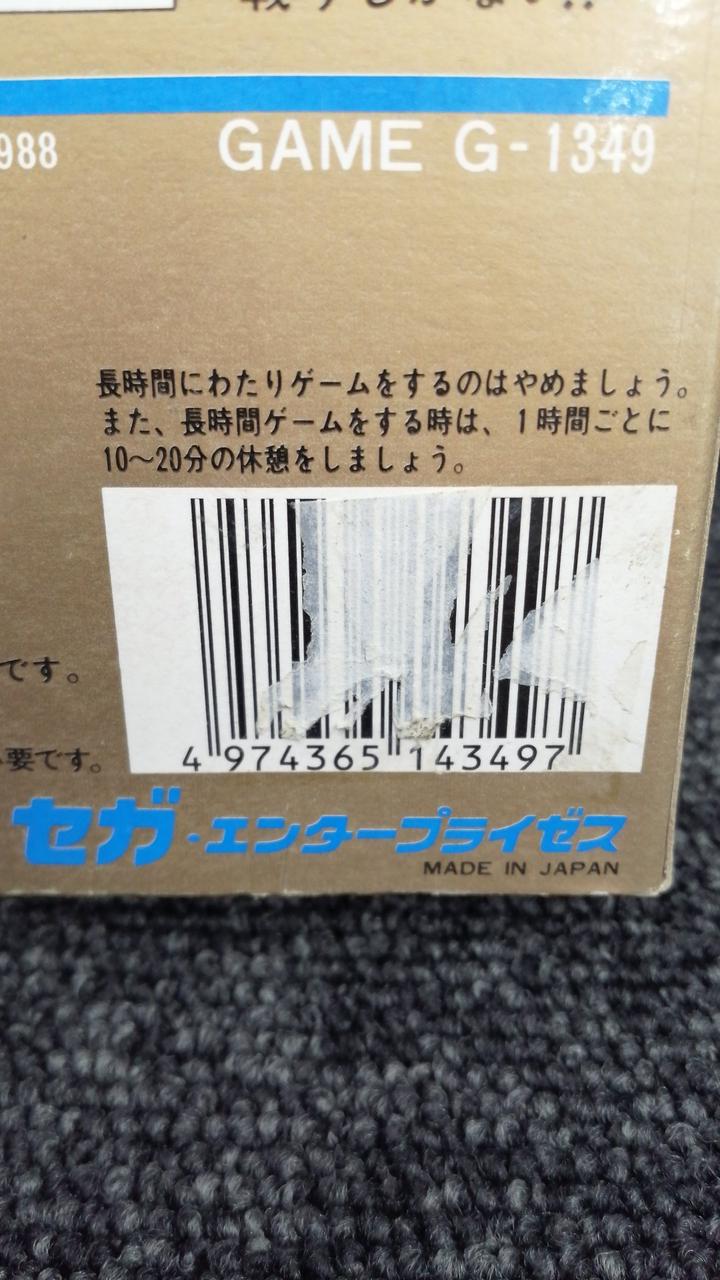 988
GAME G-1349
長時間にわたりゲームをするのはやめましょう。
また、長時間ゲームをする時は、1時間ごとに
10〜20分の休憩をしましょう。
です。
要です。
4 974365 143497
セガ・エンタープライゼス
MADE IN JAPAN